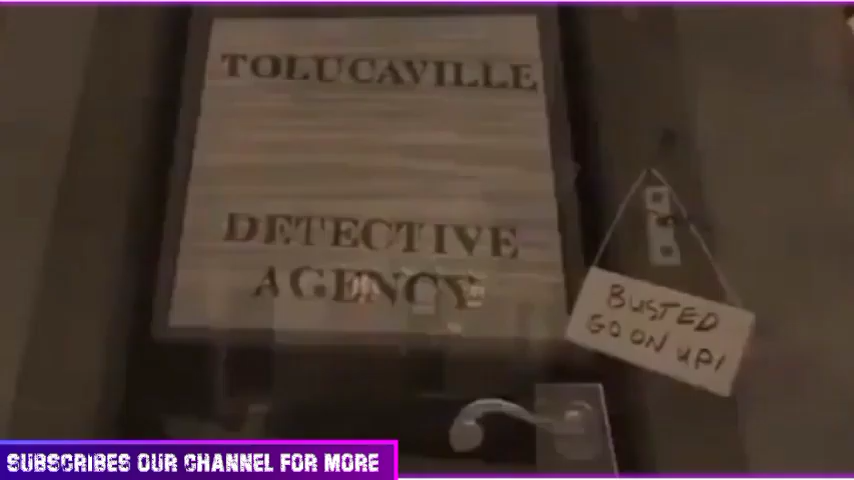 TOLUCAVILLE
DETECTIVE
AGENCY
BUSTED
GO ON UP!
SUBSCRIBES OUR CHANNEL FOR MORE